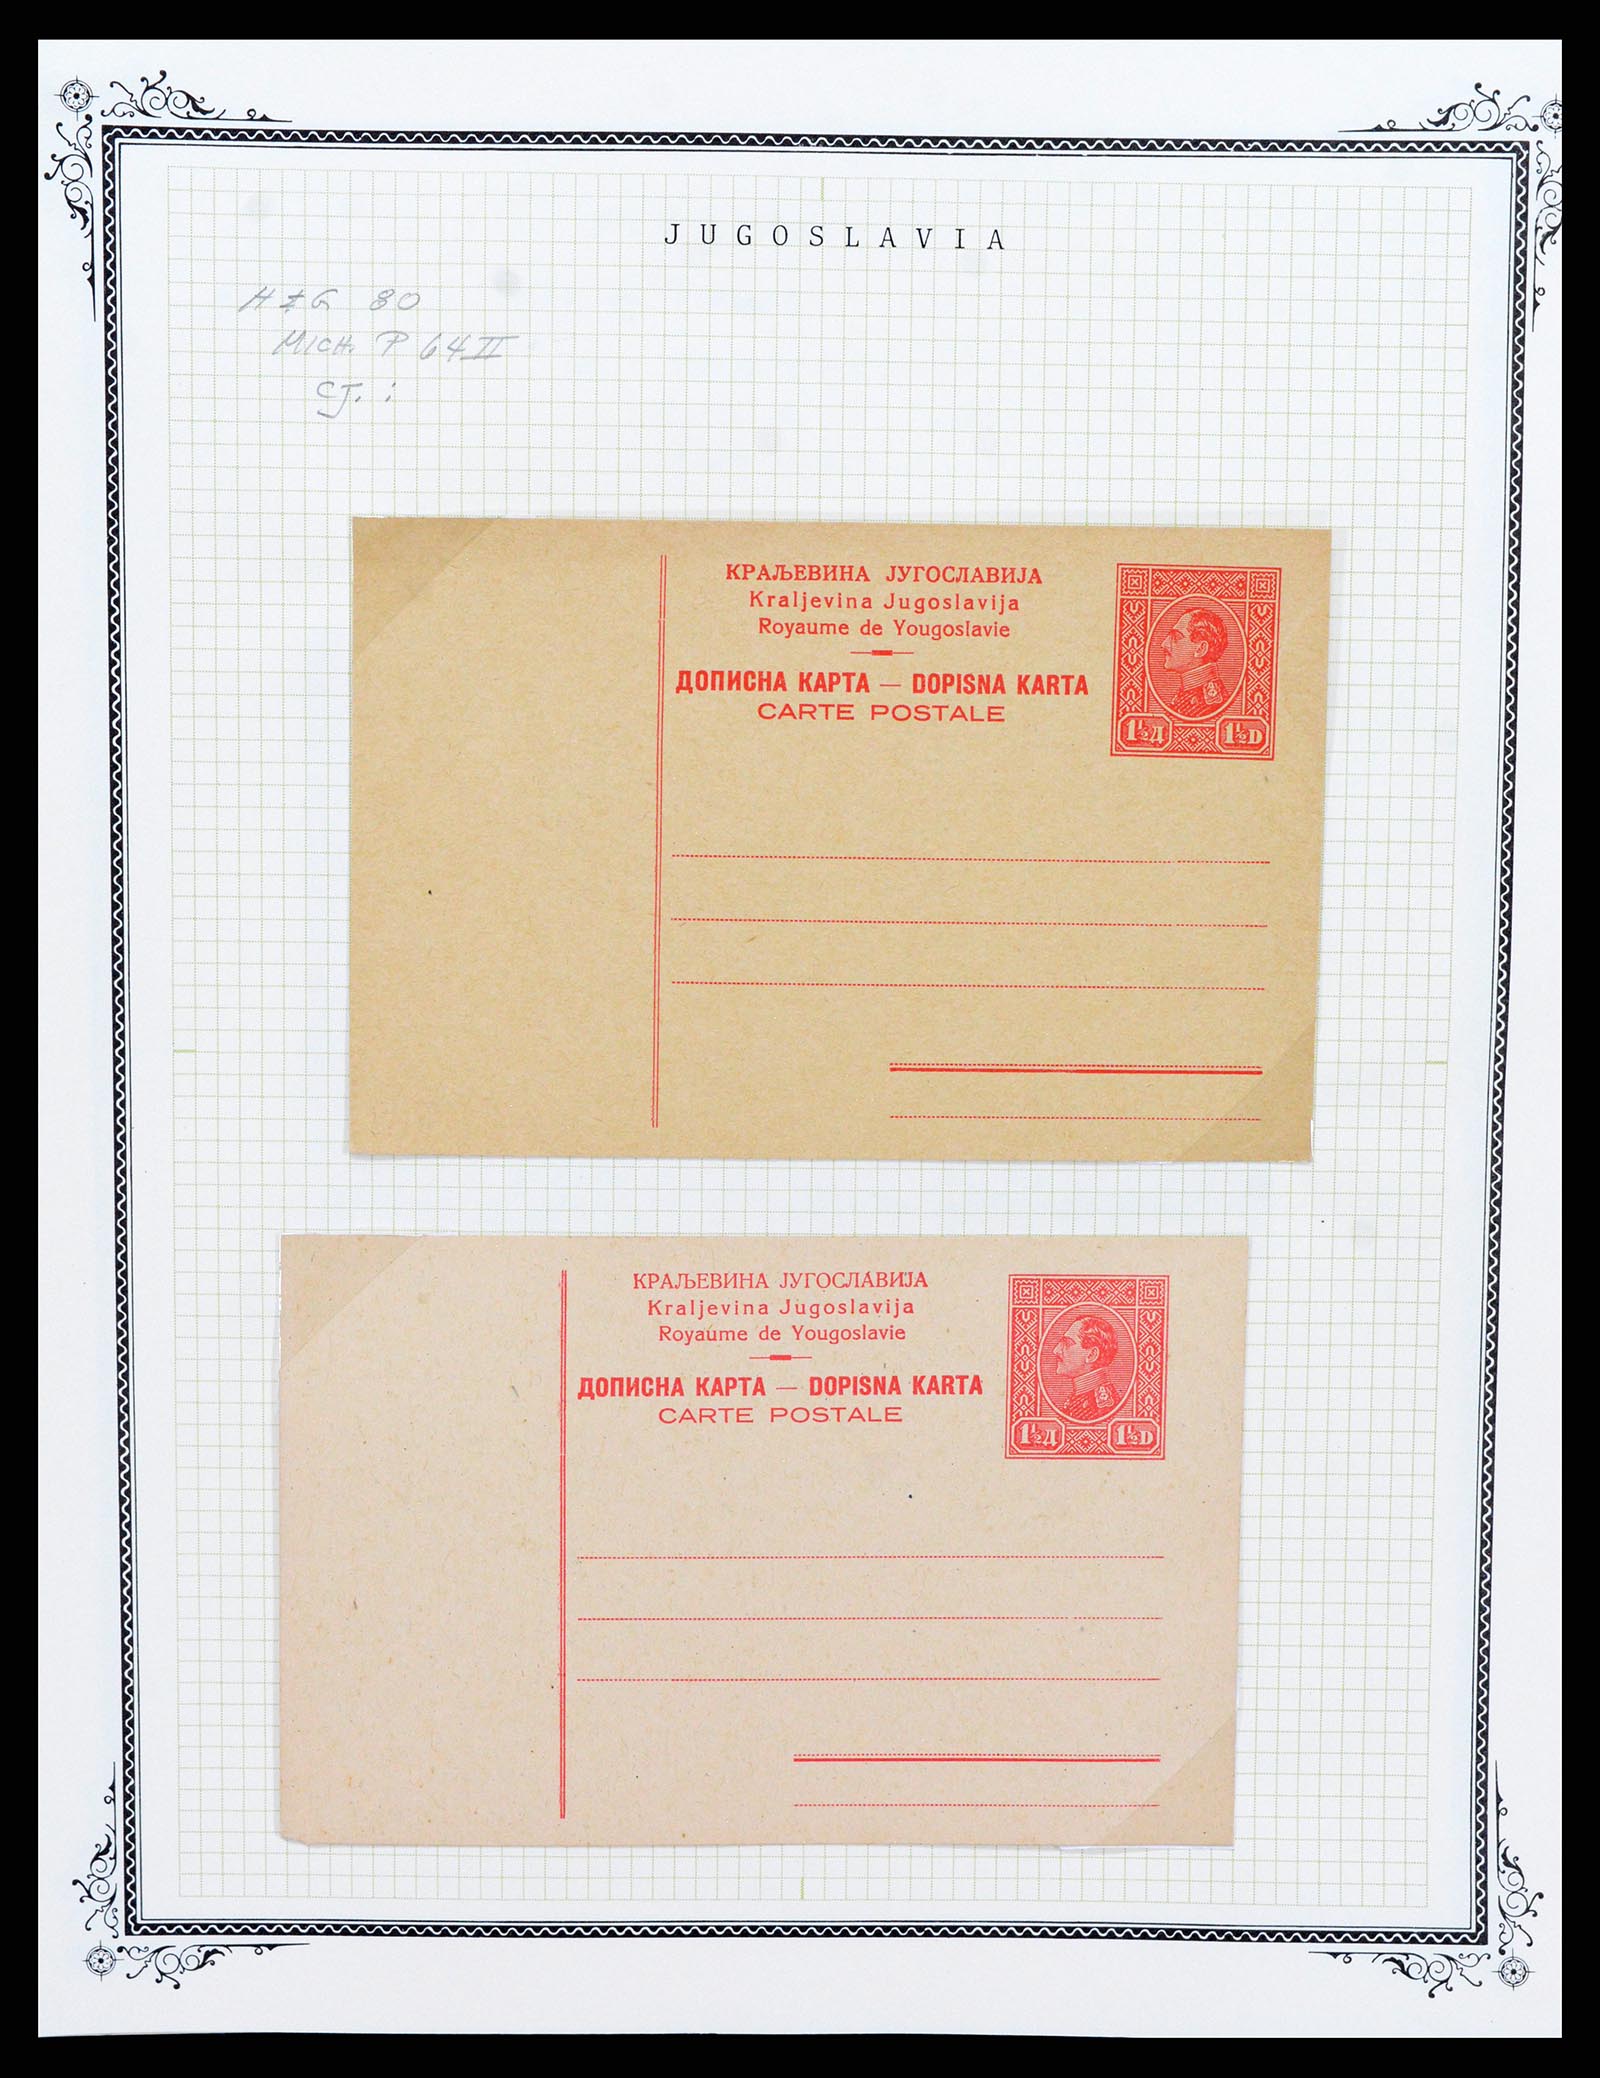 JUGOSLAVIA
H & G 80
MICH. P 64 II
CJ. :
КРАЉЕВИНА ЈУГОСЛАВИЈА
Kraljevina Jugoslavija
Royaume de Yougoslavie
ДОПИСНА КАРТА — DOPISNA KARTA
CARTE POSTALE
1½Д 1½D
КРАЉЕВИНА ЈУГОСЛАВИЈА
Kraljevina Jugoslavija
Royaume de Yougoslavie
ДОПИСНА КАРТА — DOPISNA KARTA
CARTE POSTALE
1½Д 1½D